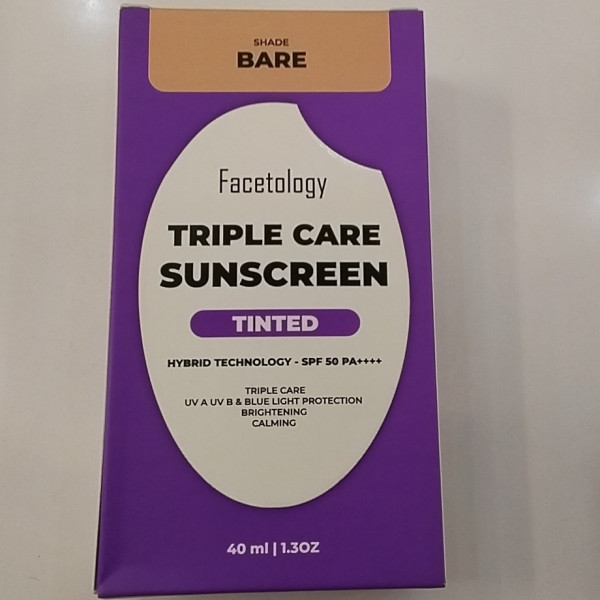 SHADE
BARE
Facetology
TRIPLE CARE
SUNSCREEN
TINTED
HYBRID TECHNOLOGY - SPF 50 PA++++
TRIPLE CARE
UV A UV B & BLUE LIGHT PROTECTION
BRIGHTENING
CALMING
40 ml | 1.3OZ